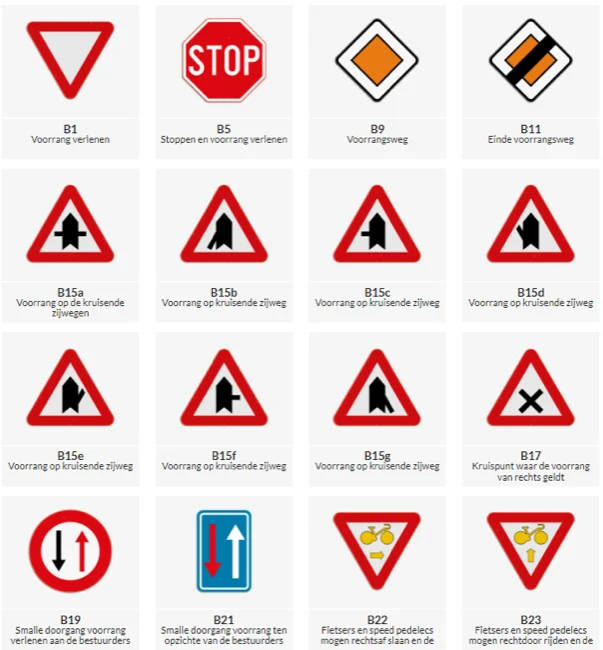 STOP
B1
Voorrang verlenen
B5
Stoppen en voorrang verlenen
B9
Voorrangsweg
B11
Einde voorrangsweg
B15a
Voorrang op de kruisende
zijwegen
B15b
Voorrang op kruisende zijweg
B15c
Voorrang op kruisende zijweg
B15d
Voorrang op kruisende zijweg
B15e
Voorrang op kruisende zijweg
B15f
Voorrang op kruisende zijweg
B15g
Voorrang op kruisende zijweg
B17
Kruispunt waar de voorrang
van rechts geldt
B19
Smalle doorgang voorrang
verlenen aan de bestuurders
B21
Smalle doorgang voorrang ten
opzichte van de bestuurders
B22
Fietsers en speed pedelecs
mogen rechtsaf slaan en de
B23
Fietsers en speed pedelecs
mogen rechtdoor rijden en de